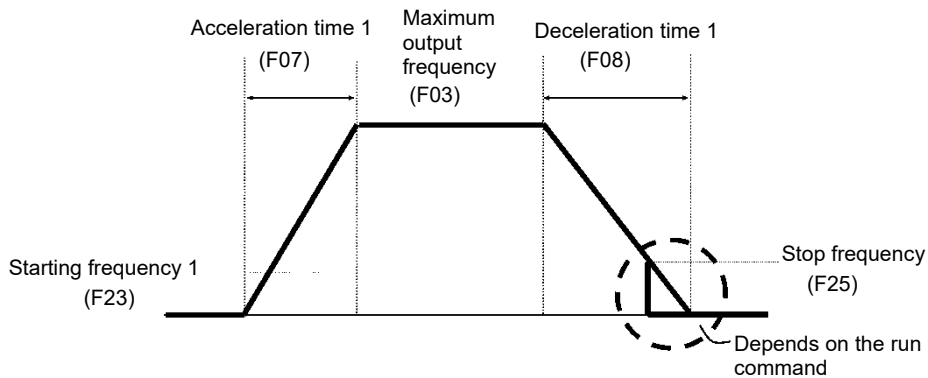 Acceleration time 1
(F07)
Maximum
output
frequency
(F03)
Deceleration time 1
(F08)
Starting frequency 1
(F23)
Stop frequency
(F25)
Depends on the run
command